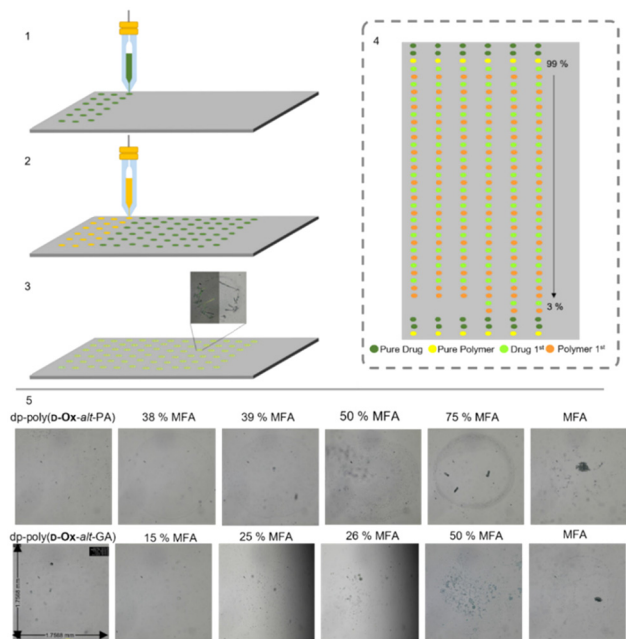 1
2
3
4
99 %
3 %
Pure Drug Pure Polymer Drug 1st Polymer 1st
5
dp-poly(D-Ox-alt-PA) 38 % MFA 39 % MFA 50 % MFA 75 % MFA MFA
dp-poly(D-Ox-alt-GA) 15 % MFA 25 % MFA 26 % MFA 50 % MFA MFA